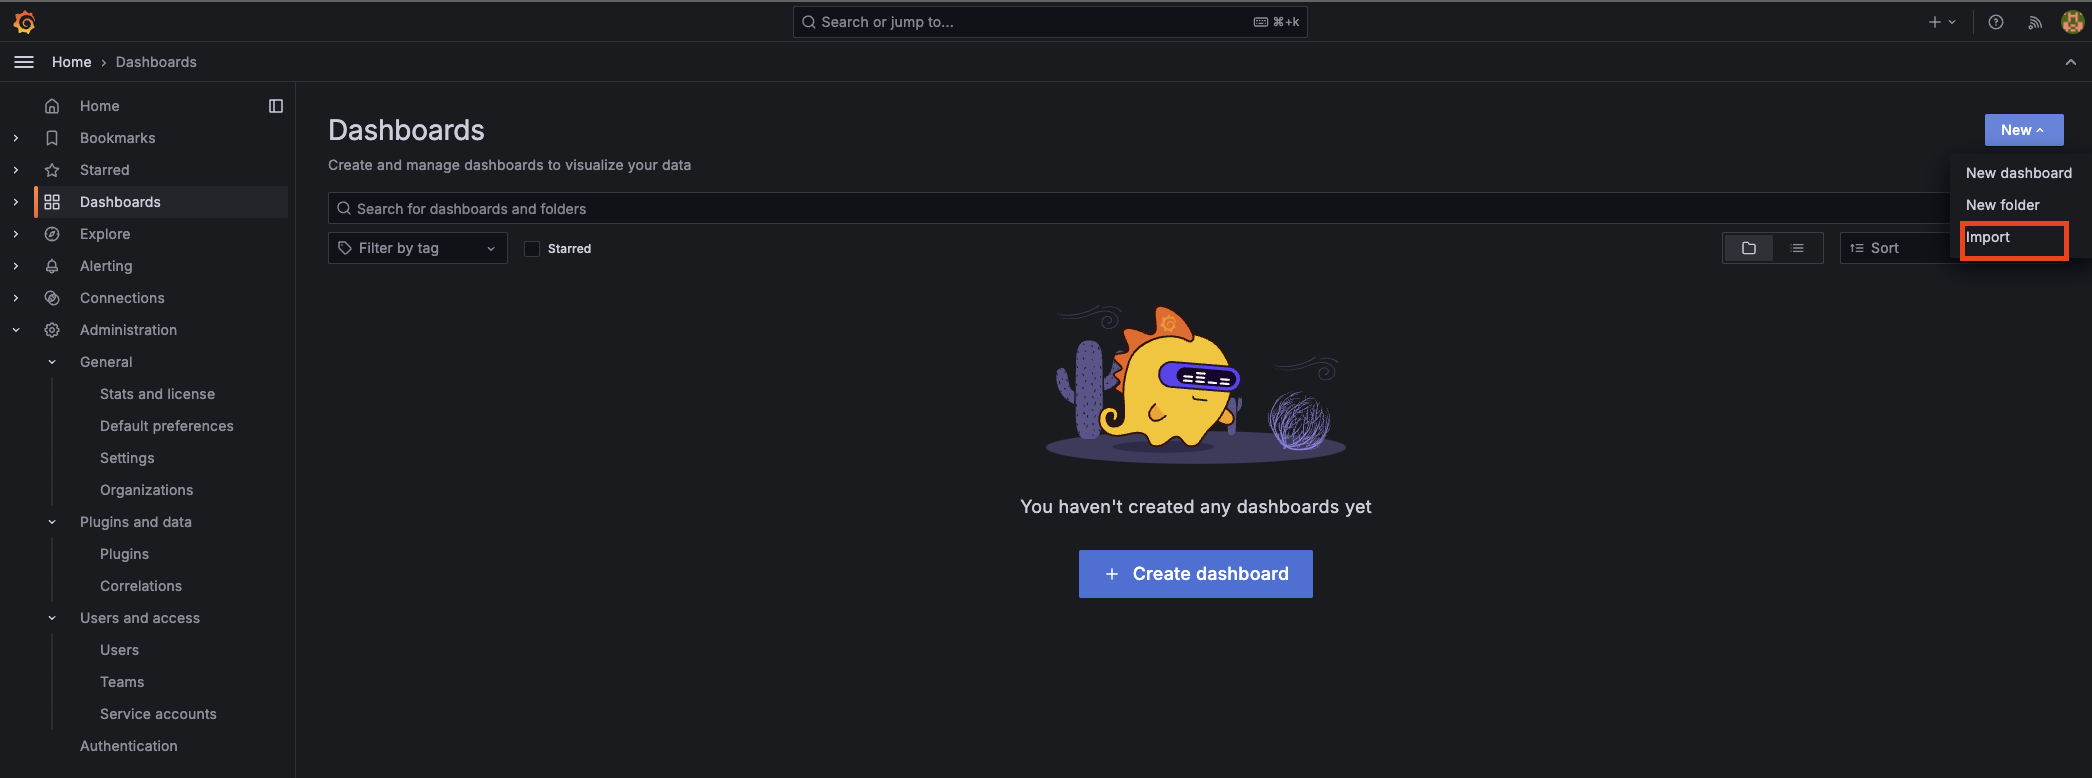 Search or jump to...
⌘+k
Home › Dashboards
Home
Bookmarks
Starred
Dashboards
Explore
Alerting
Connections
Administration
General
Stats and license
Default preferences
Settings
Organizations
Plugins and data
Plugins
Correlations
Users and access
Users
Teams
Service accounts
Authentication
Dashboards
Create and manage dashboards to visualize your data
New
New dashboard
New folder
Import
Search for dashboards and folders
Filter by tag
Starred
Sort
You haven't created any dashboards yet
+ Create dashboard